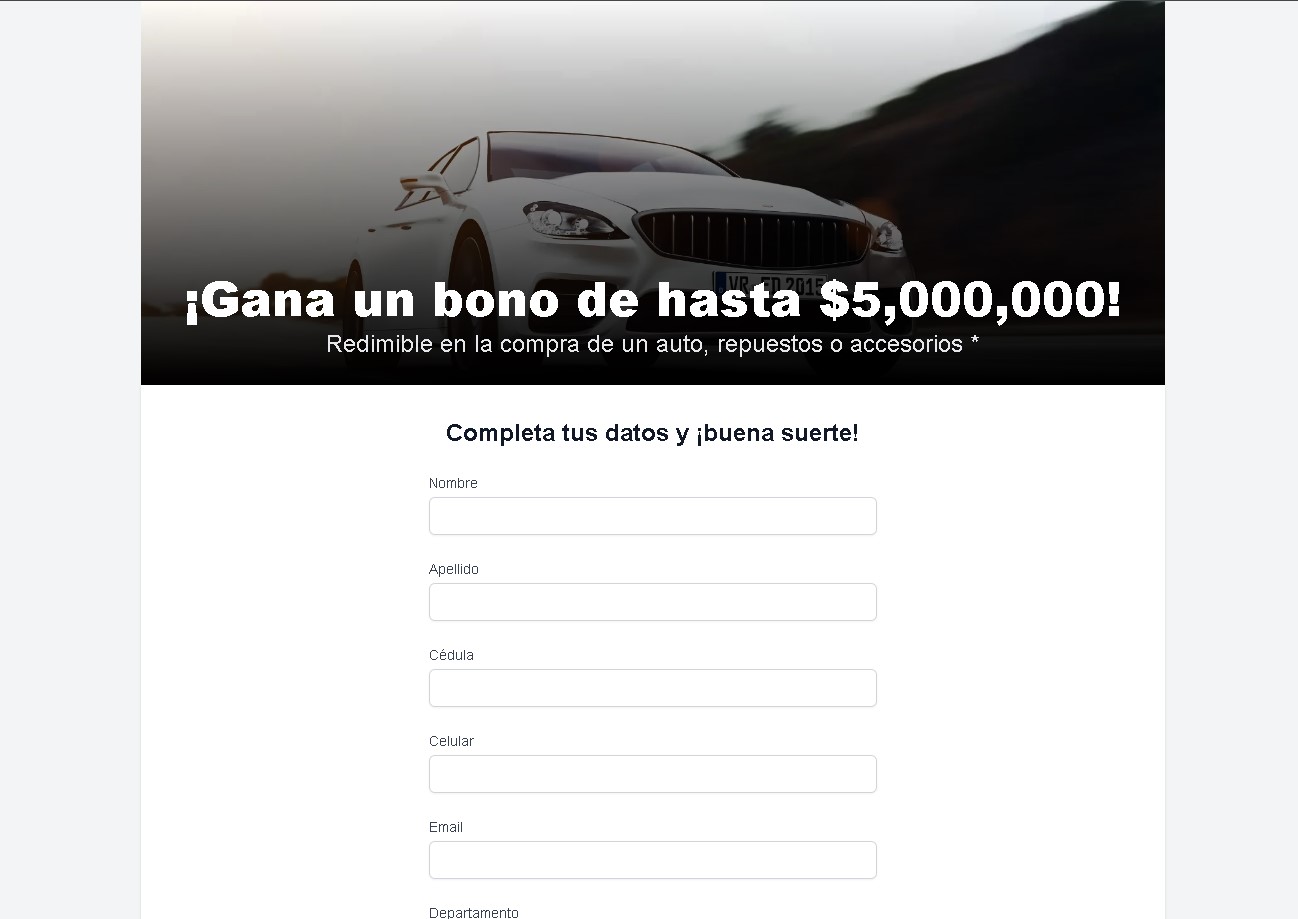 VR ED 2015
¡Gana un bono de hasta $5,000,000!
Redimible en la compra de un auto, repuestos o accesorios *
Completa tus datos y ¡buena suerte!
Nombre
Apellido
Cédula
Celular
Email
Departamento